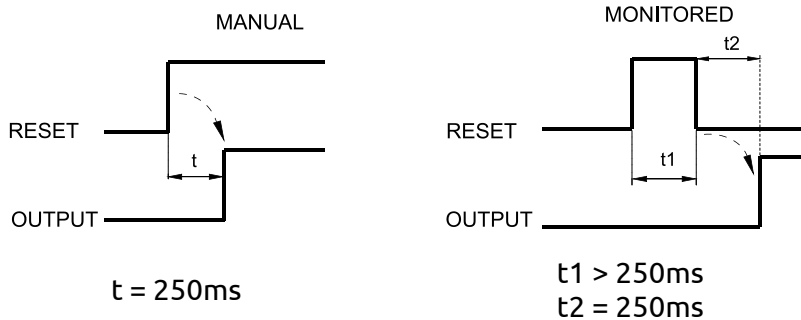 MANUAL
RESET
t
OUTPUT
t = 250ms
MONITORED
t2
RESET
t1
OUTPUT
t1 > 250ms
t2 = 250ms